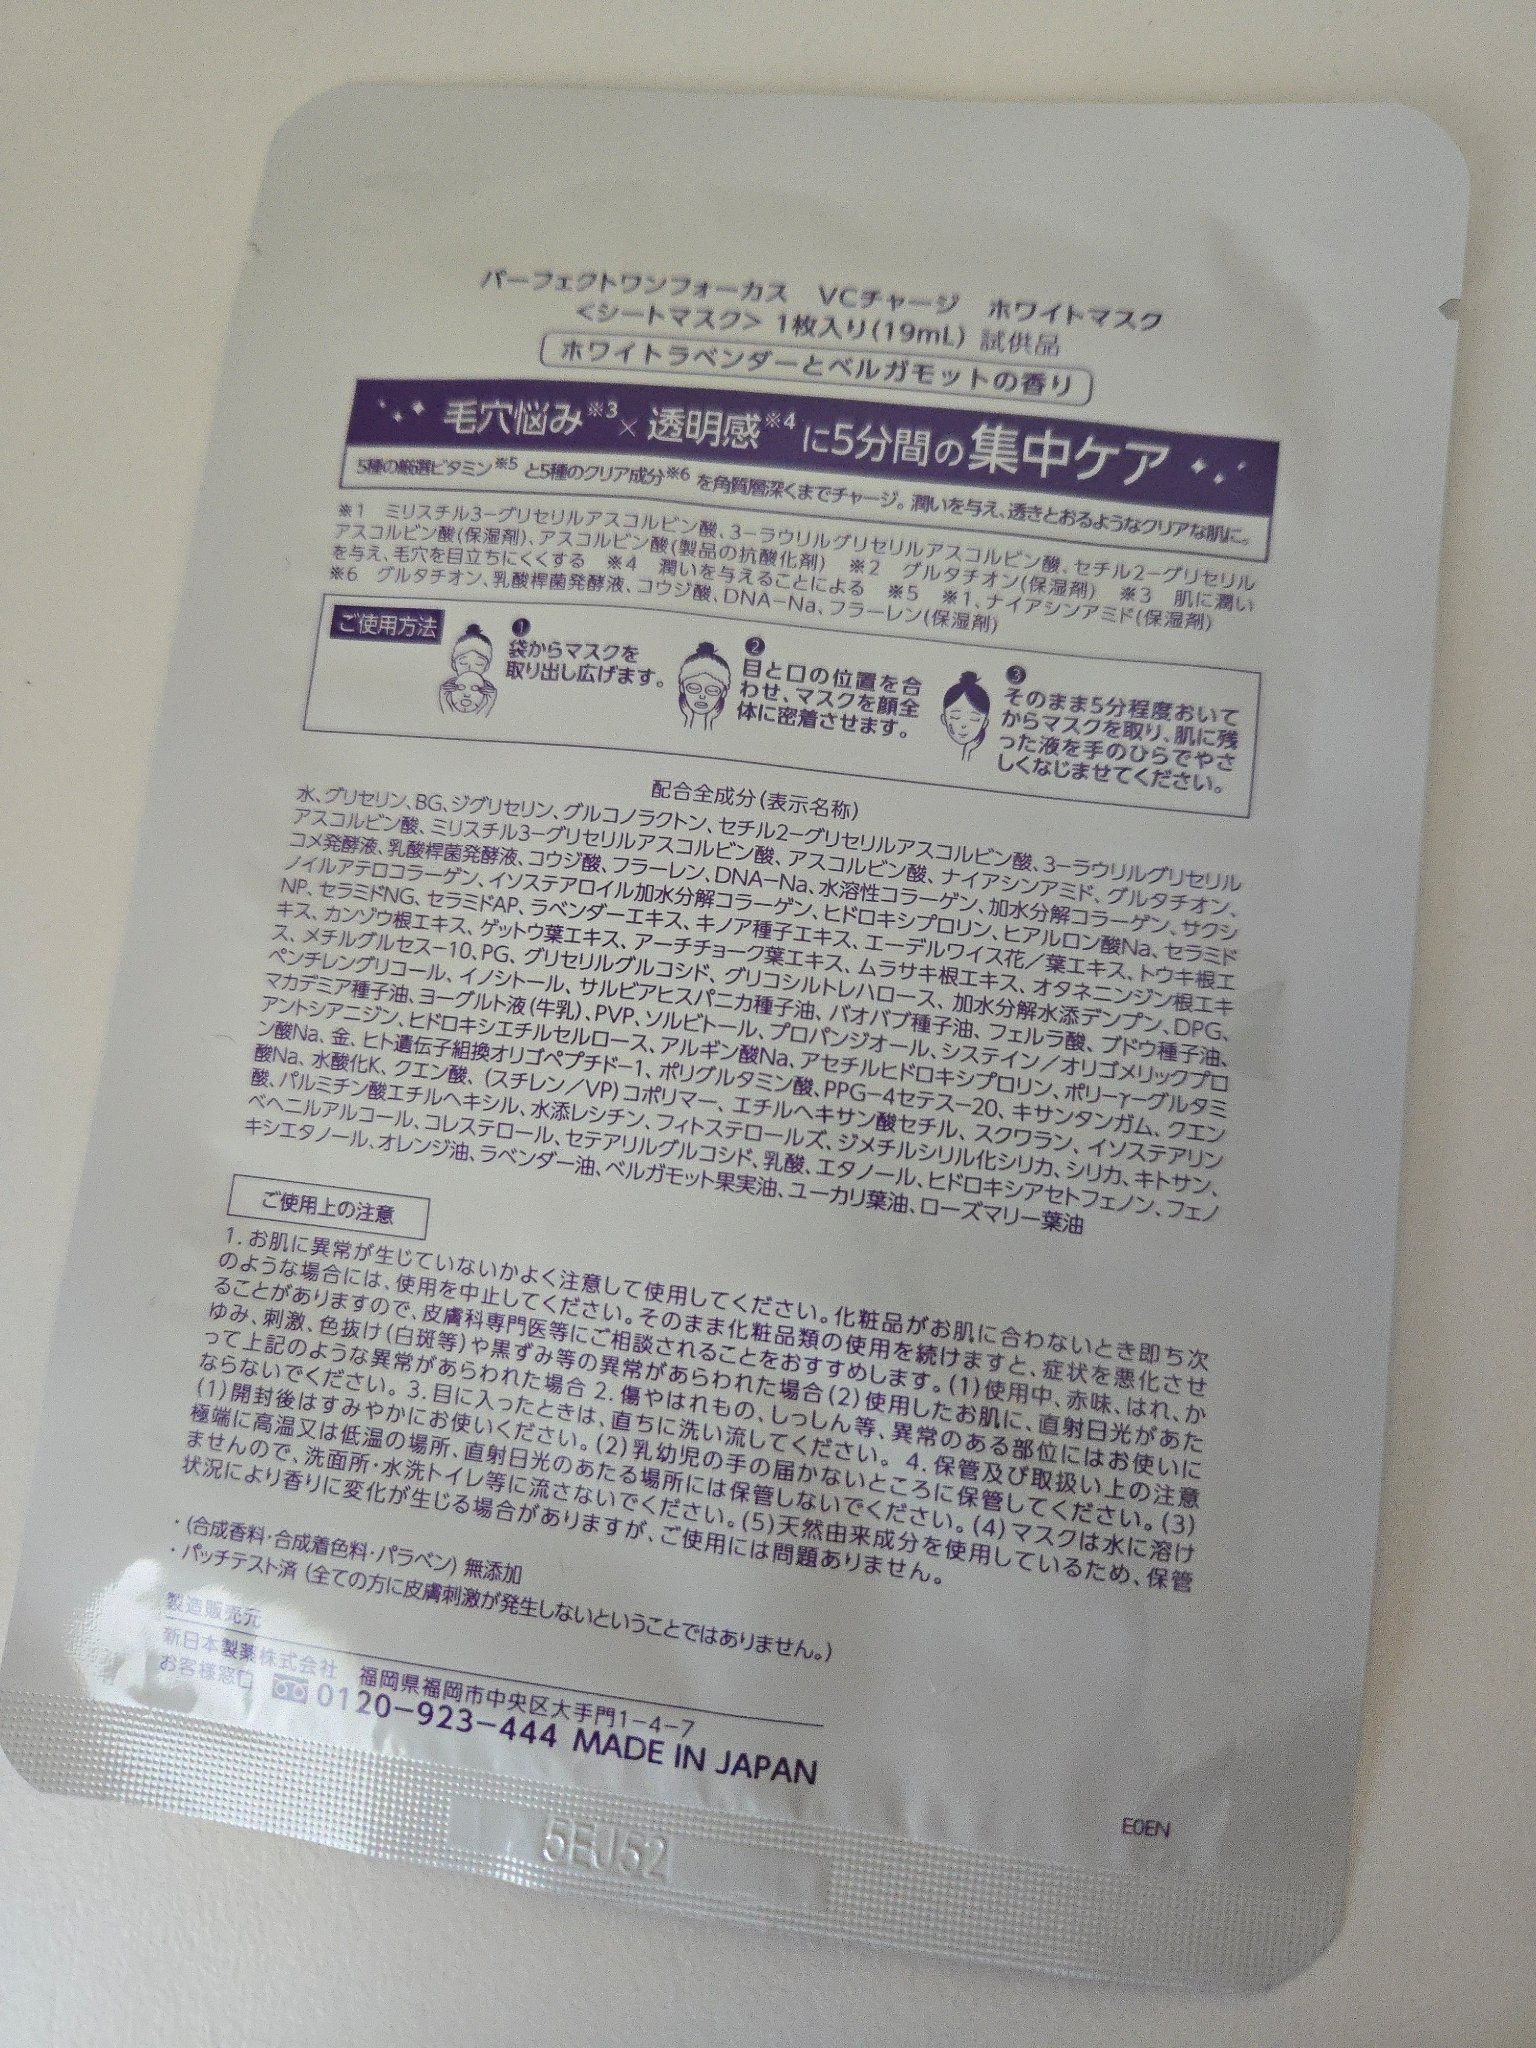 パーフェクトワンフォーカス　VCチャージ　ホワイトマスク
<シートマスク> 1枚入り(19mL) 試供品
ホワイトラベンダーとベルガモットの香り
毛穴悩み※3×透明感※4に5分間の集中ケア
5種の厳選ビタミン※5 と5種のクリア成分※6 を角質層深くまでチャージ。潤いを与え、透きとおるようなクリアな肌に。
※1　ミリスチル3－グリセリルアスコルビン酸、3－ラウリルグリセリルアスコルビン酸、セチル2－グリセリル
アスコルビン酸(保湿剤)、アスコルビン酸(製品の抗酸化剤)　※2　グルタチオン(保湿剤)　※3　肌に潤い
を与え、毛穴を目立ちにくくする　※4　潤いを与えることによる　※5　※1、ナイアシンアミド(保湿剤)
※6　グルタチオン、乳酸桿菌発酵液、コウジ酸、DNA－Na、フラーレン(保湿剤)
ご使用方法
❶
袋からマスクを
取り出し広げます。
❷
目と口の位置を合
わせ、マスクを顔全
体に密着させます。
❸
そのまま5分程度おいて
からマスクを取り、肌に残
った液を手のひらでやさ
しくなじませてください。
配合全成分(表示名称)
水、グリセリン、BG、ジグリセリン、グルコノラクトン、セチル2－グリセリルアスコルビン酸、3－ラウリルグリセリル
アスコルビン酸、ミリスチル3－グリセリルアスコルビン酸、アスコルビン酸、ナイアシンアミド、グルタチオン、
コメ発酵液、乳酸桿菌発酵液、コウジ酸、フラーレン、DNA－Na、水溶性コラーゲン、加水分解コラーゲン、サクシ
ノイルアテロコラーゲン、イソステアロイル加水分解コラーゲン、ヒドロキシプロリン、ヒアルロン酸Na、セラミド
NP、セラミドNG、セラミドAP、ラベンダーエキス、キノア種子エキス、エーデルワイス花／葉エキス、トウキ根エ
キス、カンゾウ根エキス、ゲットウ葉エキス、アーチチョーク葉エキス、ムラサキ根エキス、オタネニンジン根エキ
ス、メチルグルセス－10、PG、グリセリルグルコシド、グリコシルトレハロース、加水分解水添デンプン、DPG、
ペンチレングリコール、イノシトール、サルビアヒスパニカ種子油、バオバブ種子油、フェルラ酸、ブドウ種子油、
マカデミア種子油、ヨーグルト液(牛乳)、PVP、ソルビトール、プロパンジオール、システイン／オリゴメリックプロ
アントシアニジン、ヒドロキシエチルセルロース、アルギン酸Na、アセチルヒドロキシプロリン、ポリ－γ－グルタミ
ン酸Na、金、ヒト遺伝子組換オリゴペプチド－1、ポリグルタミン酸、PPG－4セテス－20、キサンタンガム、クエン
酸Na、水酸化K、クエン酸、(スチレン／VP)コポリマー、エチルヘキサン酸セチル、スクワラン、イソステアリン
酸、パルミチン酸エチルヘキシル、水添レシチン、フィトステロールズ、ジメチルシリル化シリカ、シリカ、キトサン、
ベヘニルアルコール、コレステロール、セテアリルグルコシド、乳酸、エタノール、ヒドロキシアセトフェノン、フェノ
キシエタノール、オレンジ油、ラベンダー油、ベルガモット果実油、ユーカリ葉油、ローズマリー葉油
ご使用上の注意
1. お肌に異常が生じていないかよく注意して使用してください。化粧品がお肌に合わないとき即ち次
のような場合には、使用を中止してください。そのまま化粧品類の使用を続けますと、症状を悪化させ
ることがありますので、皮膚科専門医等にご相談されることをおすすめします。(1)使用中、赤味、はれ、か
ゆみ、刺激、色抜け(白斑等)や黒ずみ等の異常があらわれた場合(2)使用したお肌に、直射日光があた
って上記のような異常があらわれた場合 2. 傷やはれもの、しっしん等、異常のある部位にはお使いに
ならないでください。3. 目に入ったときは、直ちに洗い流してください。 4. 保管及び取扱い上の注意
(1)開封後はすみやかにお使いください。(2)乳幼児の手の届かないところに保管してください。(3)
極端に高温又は低温の場所、直射日光のあたる場所には保管しないでください。(4)マスクは水に溶け
ませんので、洗面所・水洗トイレ等に流さないでください。(5)天然由来成分を使用しているため、保管
状況により香りに変化が生じる場合がありますが、ご使用には問題ありません。
・(合成香料・合成着色料・パラベン)無添加
・パッチテスト済(全ての方に皮膚刺激が発生しないということではありません。)
製造販売元
新日本製薬株式会社　福岡県福岡市中央区大手門1－4－7
お客様窓口 0120－923－444 MADE IN JAPAN
E0EN
5EJ52